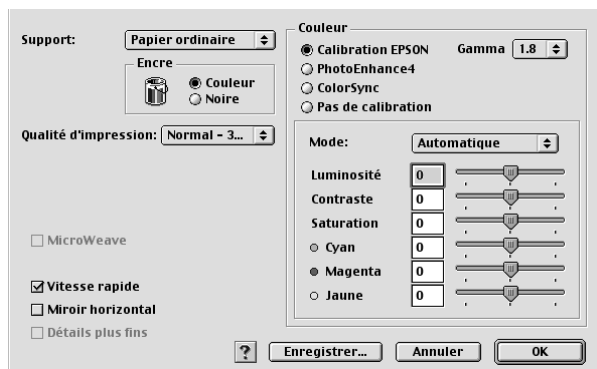 Support: Papier ordinaire
Encre
Couleur
Noire
Qualité d'impression: Normal - 3...
MicroWeave
Vitesse rapide
Miroir horizontal
Détails plus fins
Couleur
Calibration EPSON Gamma 1.8
PhotoEnhance4
ColorSync
Pas de calibration
Mode: Automatique
Luminosité 0
Contraste 0
Saturation 0
Cyan 0
Magenta 0
Jaune 0
? Enregistrer... Annuler OK